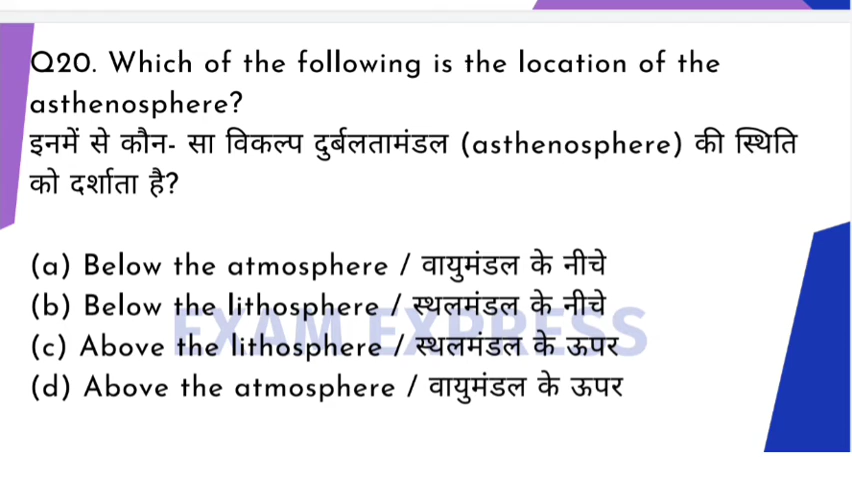 Q20. Which of the following is the location of the
asthenosphere?
इनमें से कौन- सा विकल्प दुर्बलतामंडल (asthenosphere) की स्थिति
को दर्शाता है?
(a) Below the atmosphere / वायुमंडल के नीचे
(b) Below the lithosphere / स्थलमंडल के नीचे
EXAM EXPRESS
(c) Above the lithosphere / स्थलमंडल के ऊपर
(d) Above the atmosphere / वायुमंडल के ऊपर